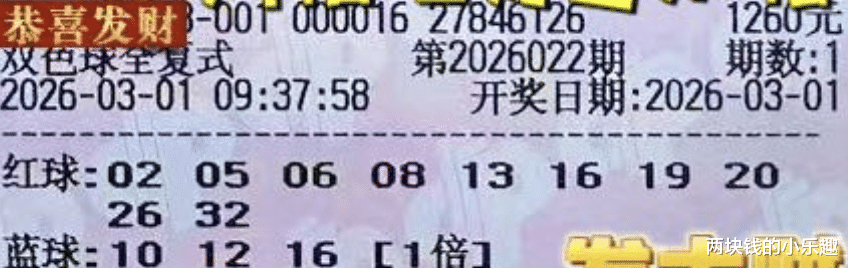 恭喜发财
3-001 000016 27846126 1260元
双色球全复式 第2026022期 期数:1
2026-03-01 09:37:58 开奖日期:2026-03-01
红球:02 05 06 08 13 16 19 20
26 32
蓝球:10 12 16 [1倍]
两块钱的小乐趣